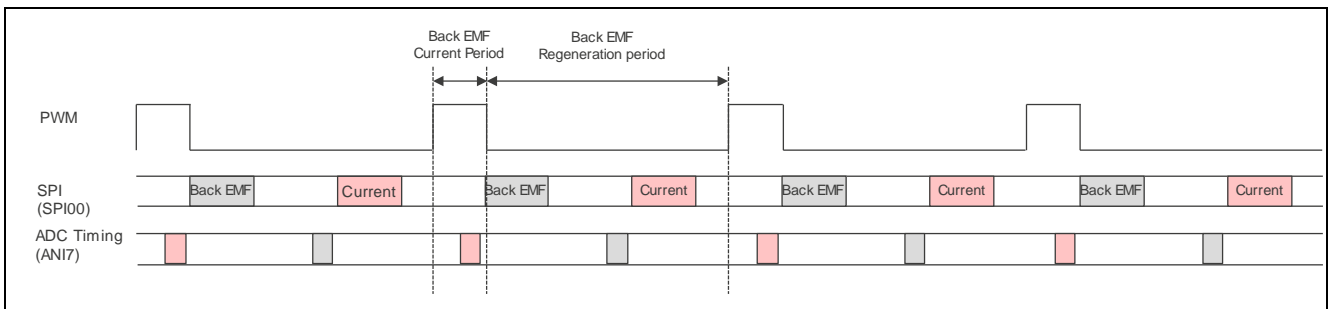 Back EMF
Current Period
Back EMF
Regeneration period
PWM
SPI
(SPI00)
Back EMF
Current
Back EMF
Current
Back EMF
Current
Back EMF
Current
ADC Timing
(ANI7)